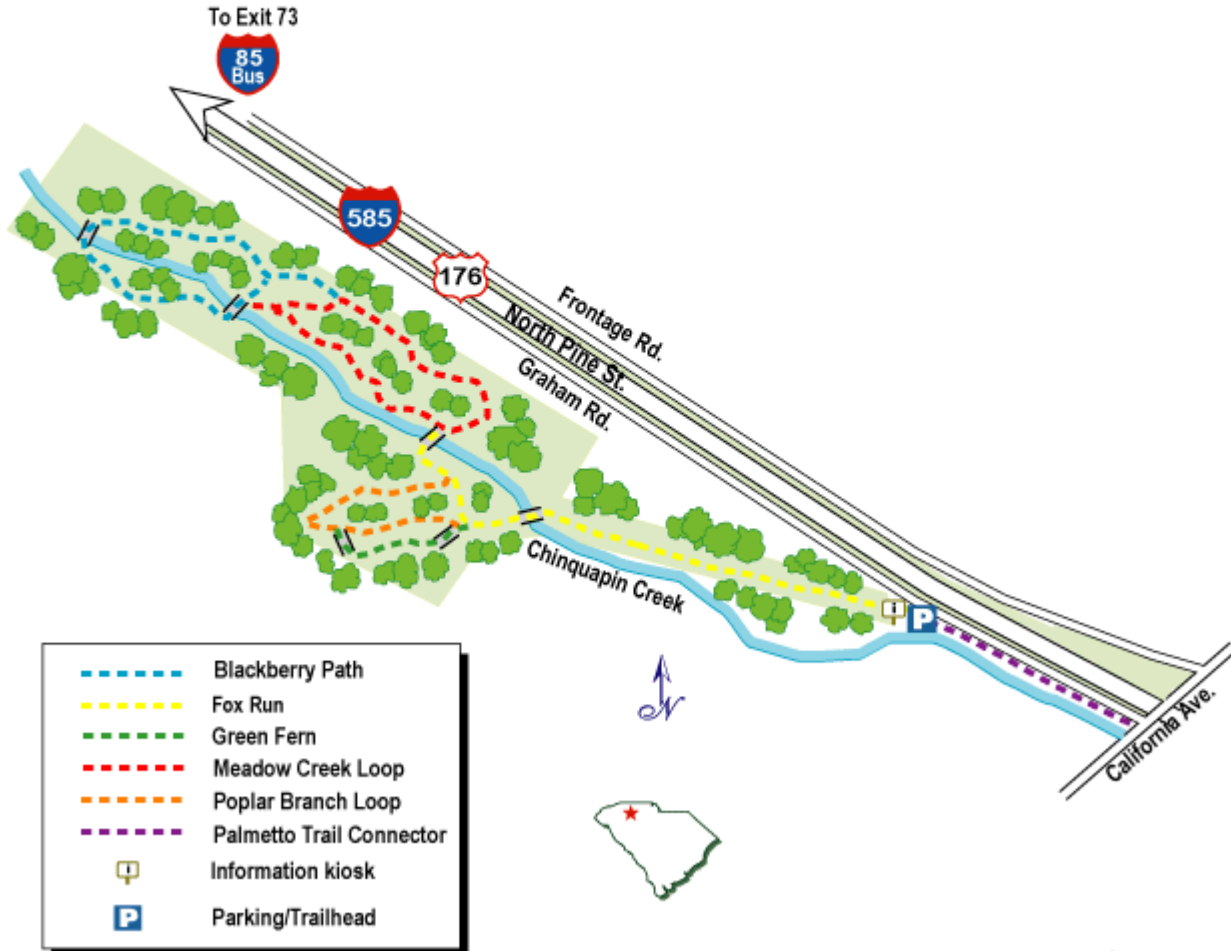 To Exit 73
85
Bus
585
176
Frontage Rd.
North Pine St.
Graham Rd.
Chinquapin Creek
i
P
California Ave.
N
Blackberry Path
Fox Run
Green Fern
Meadow Creek Loop
Poplar Branch Loop
Palmetto Trail Connector
i
Information kiosk
P
Parking/Trailhead